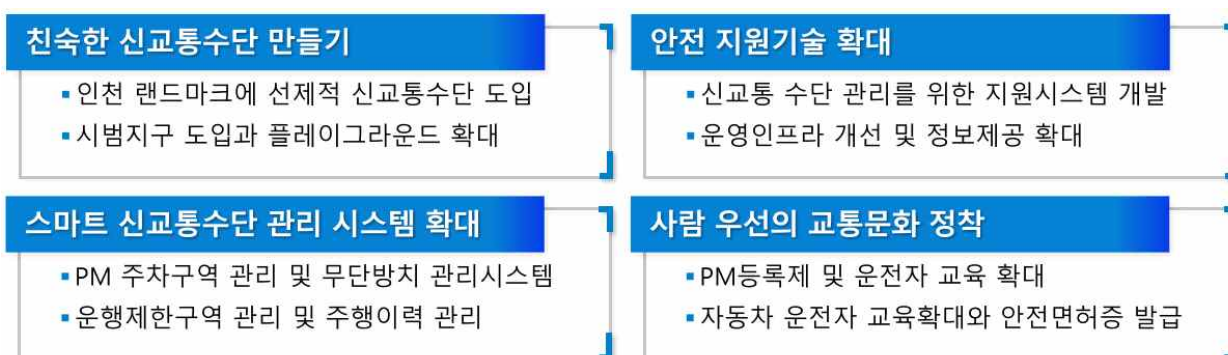 친숙한 신교통수단 만들기
▪인천 랜드마크에 선제적 신교통수단 도입
▪시범지구 도입과 플레이그라운드 확대
안전 지원기술 확대
▪신교통 수단 관리를 위한 지원시스템 개발
▪운영인프라 개선 및 정보제공 확대
스마트 신교통수단 관리 시스템 확대
▪PM 주차구역 관리 및 무단방치 관리시스템
▪운행제한구역 관리 및 주행이력 관리
사람 우선의 교통문화 정착
▪PM등록제 및 운전자 교육 확대
▪자동차 운전자 교육확대와 안전면허증 발급